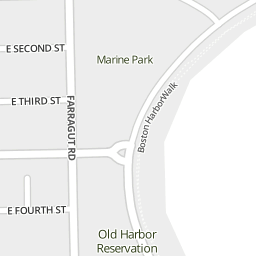 E SECOND ST
Marine Park
E THIRD ST
FARRAGUT RD
Boston HarborWalk
E FOURTH ST
Old Harbor
Reservation